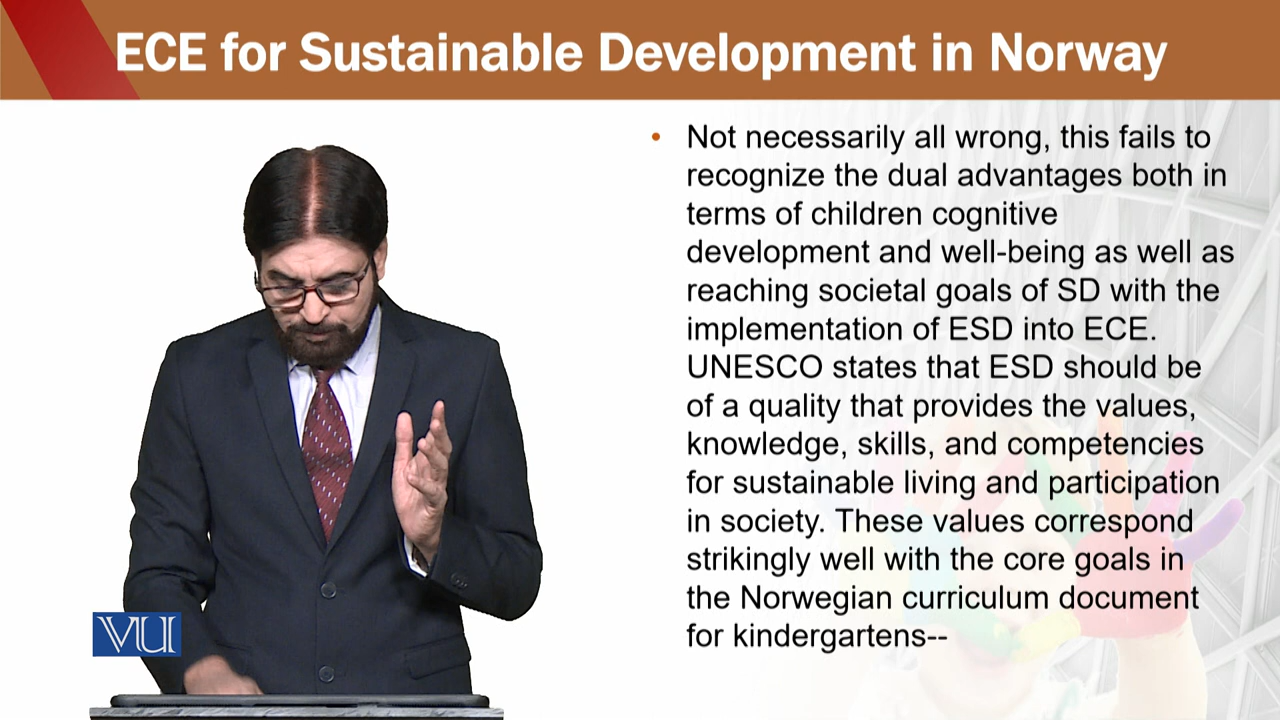 ECE for Sustainable Development in Norway
• Not necessarily all wrong, this fails to
recognize the dual advantages both in
terms of children cognitive
development and well-being as well as
reaching societal goals of SD with the
implementation of ESD into ECE.
UNESCO states that ESD should be
of a quality that provides the values,
knowledge, skills, and competencies
for sustainable living and participation
in society. These values correspond
strikingly well with the core goals in
the Norwegian curriculum document
for kindergartens--
VU